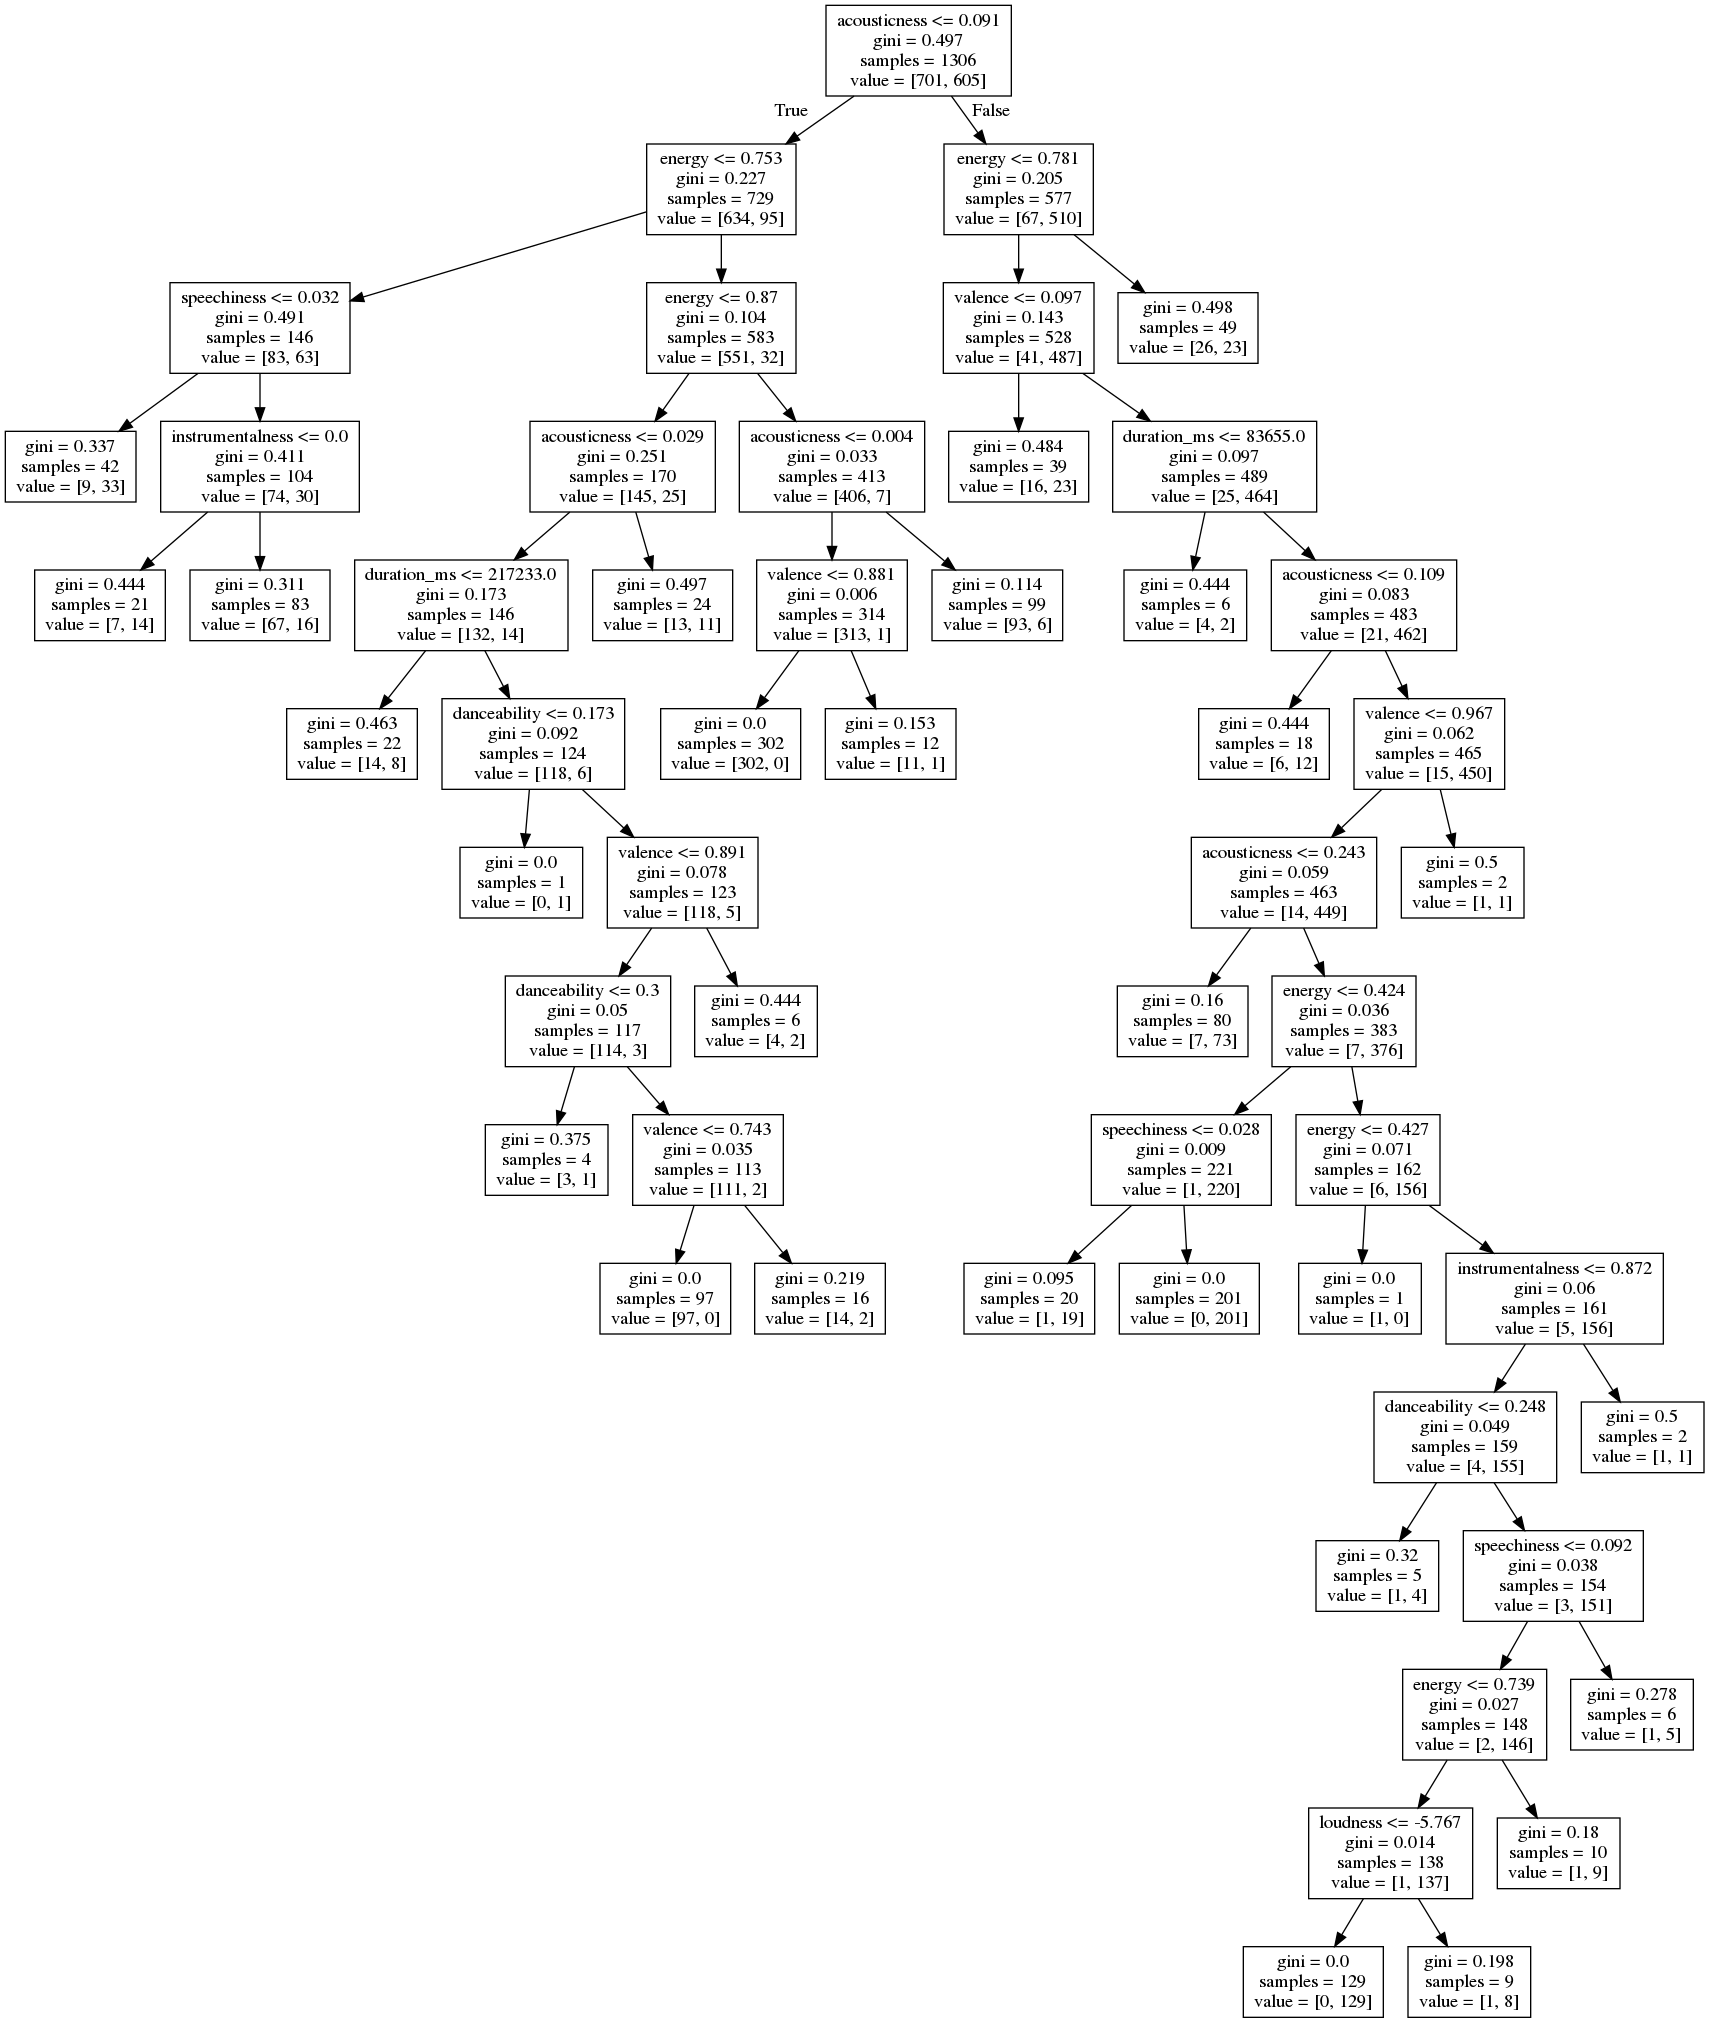 acousticness <= 0.091
gini = 0.497
samples = 1306
value = [701, 605]
True
False
energy <= 0.753
gini = 0.227
samples = 729
value = [634, 95]
energy <= 0.781
gini = 0.205
samples = 577
value = [67, 510]
speechiness <= 0.032
gini = 0.491
samples = 146
value = [83, 63]
energy <= 0.87
gini = 0.104
samples = 583
value = [551, 32]
valence <= 0.097
gini = 0.143
samples = 528
value = [41, 487]
gini = 0.498
samples = 49
value = [26, 23]
gini = 0.337
samples = 42
value = [9, 33]
instrumentalness <= 0.0
gini = 0.411
samples = 104
value = [74, 30]
acousticness <= 0.029
gini = 0.251
samples = 170
value = [145, 25]
acousticness <= 0.004
gini = 0.033
samples = 413
value = [406, 7]
gini = 0.484
samples = 39
value = [16, 23]
duration_ms <= 83655.0
gini = 0.097
samples = 489
value = [25, 464]
gini = 0.444
samples = 21
value = [7, 14]
gini = 0.311
samples = 83
value = [67, 16]
duration_ms <= 217233.0
gini = 0.173
samples = 146
value = [132, 14]
gini = 0.497
samples = 24
value = [13, 11]
valence <= 0.881
gini = 0.006
samples = 314
value = [313, 1]
gini = 0.114
samples = 99
value = [93, 6]
gini = 0.444
samples = 6
value = [4, 2]
acousticness <= 0.109
gini = 0.083
samples = 483
value = [21, 462]
gini = 0.463
samples = 22
value = [14, 8]
danceability <= 0.173
gini = 0.092
samples = 124
value = [118, 6]
gini = 0.0
samples = 302
value = [302, 0]
gini = 0.153
samples = 12
value = [11, 1]
gini = 0.444
samples = 18
value = [6, 12]
valence <= 0.967
gini = 0.062
samples = 465
value = [15, 450]
gini = 0.0
samples = 1
value = [0, 1]
valence <= 0.891
gini = 0.078
samples = 123
value = [118, 5]
acousticness <= 0.243
gini = 0.059
samples = 463
value = [14, 449]
gini = 0.5
samples = 2
value = [1, 1]
danceability <= 0.3
gini = 0.05
samples = 117
value = [114, 3]
gini = 0.444
samples = 6
value = [4, 2]
gini = 0.16
samples = 80
value = [7, 73]
energy <= 0.424
gini = 0.036
samples = 383
value = [7, 376]
gini = 0.375
samples = 4
value = [3, 1]
valence <= 0.743
gini = 0.035
samples = 113
value = [111, 2]
speechiness <= 0.028
gini = 0.009
samples = 221
value = [1, 220]
energy <= 0.427
gini = 0.071
samples = 162
value = [6, 156]
gini = 0.0
samples = 97
value = [97, 0]
gini = 0.219
samples = 16
value = [14, 2]
gini = 0.095
samples = 20
value = [1, 19]
gini = 0.0
samples = 201
value = [0, 201]
gini = 0.0
samples = 1
value = [1, 0]
instrumentalness <= 0.872
gini = 0.06
samples = 161
value = [5, 156]
danceability <= 0.248
gini = 0.049
samples = 159
value = [4, 155]
gini = 0.5
samples = 2
value = [1, 1]
gini = 0.32
samples = 5
value = [1, 4]
speechiness <= 0.092
gini = 0.038
samples = 154
value = [3, 151]
energy <= 0.739
gini = 0.027
samples = 148
value = [2, 146]
gini = 0.278
samples = 6
value = [1, 5]
loudness <= -5.767
gini = 0.014
samples = 138
value = [1, 137]
gini = 0.18
samples = 10
value = [1, 9]
gini = 0.0
samples = 129
value = [0, 129]
gini = 0.198
samples = 9
value = [1, 8]